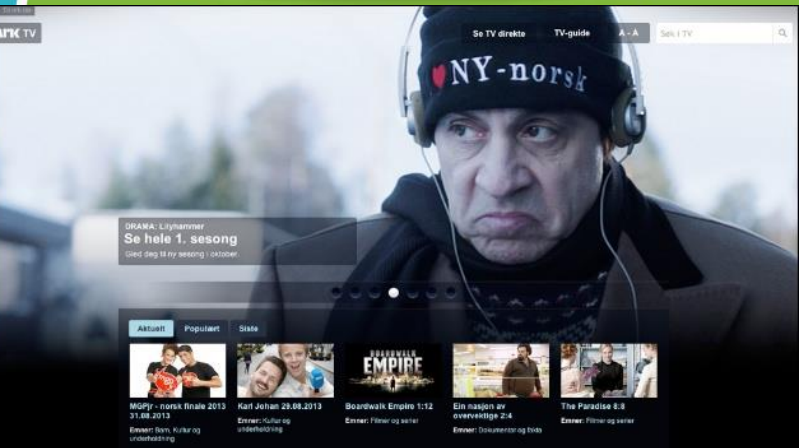 NRK TV
Se TV direkte
TV-guide
A - A
Søk i TV
NY-norsk
DRAMA: Lilyhammer
Se hele 1. sesong
Gled deg til ny sesong i oktober.
Aktuelt
Populært
Siste
BOARDWALK
EMPIRE
MGPjr - norsk finale 2013
31.08.2013
Emner: Barn, Kultur og
underholdning
Karl Johan 29.08.2013
Emner: Kultur og
underholdning
Boardwalk Empire 1:12
Emner: Filmer og serier
Ein nasjon av
overvektige 2:4
Emner: Dokumentar og fakta
The Paradise 8:8
Emner: Filmer og serier